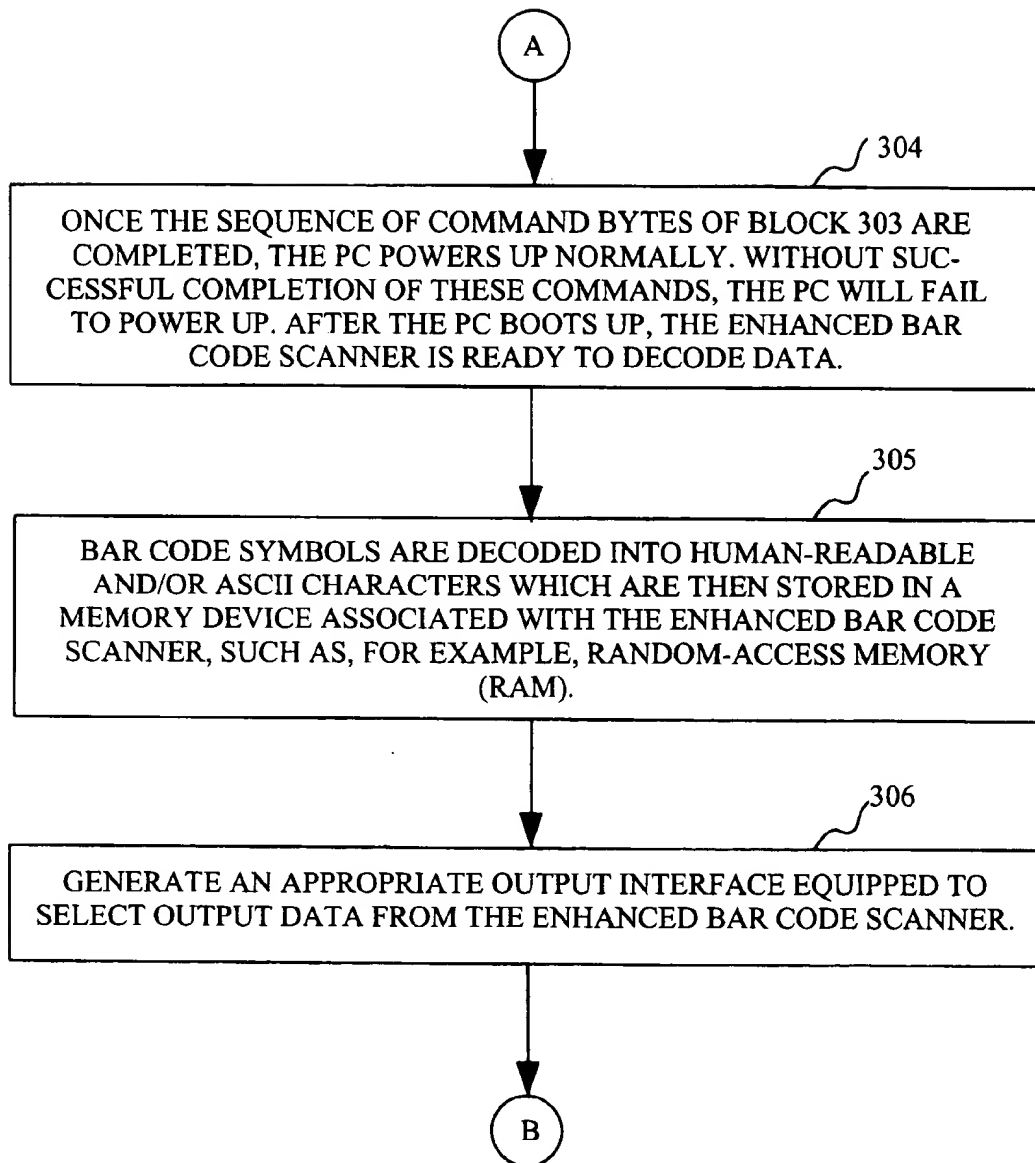 A
304
ONCE THE SEQUENCE OF COMMAND BYTES OF BLOCK 303 ARE
COMPLETED, THE PC POWERS UP NORMALLY. WITHOUT SUC-
CESSFUL COMPLETION OF THESE COMMANDS, THE PC WILL FAIL
TO POWER UP. AFTER THE PC BOOTS UP, THE ENHANCED BAR
CODE SCANNER IS READY TO DECODE DATA.
305
BAR CODE SYMBOLS ARE DECODED INTO HUMAN-READABLE
AND/OR ASCII CHARACTERS WHICH ARE THEN STORED IN A
MEMORY DEVICE ASSOCIATED WITH THE ENHANCED BAR CODE
SCANNER, SUCH AS, FOR EXAMPLE, RANDOM-ACCESS MEMORY
(RAM).
306
GENERATE AN APPROPRIATE OUTPUT INTERFACE EQUIPPED TO
SELECT OUTPUT DATA FROM THE ENHANCED BAR CODE SCANNER.
B